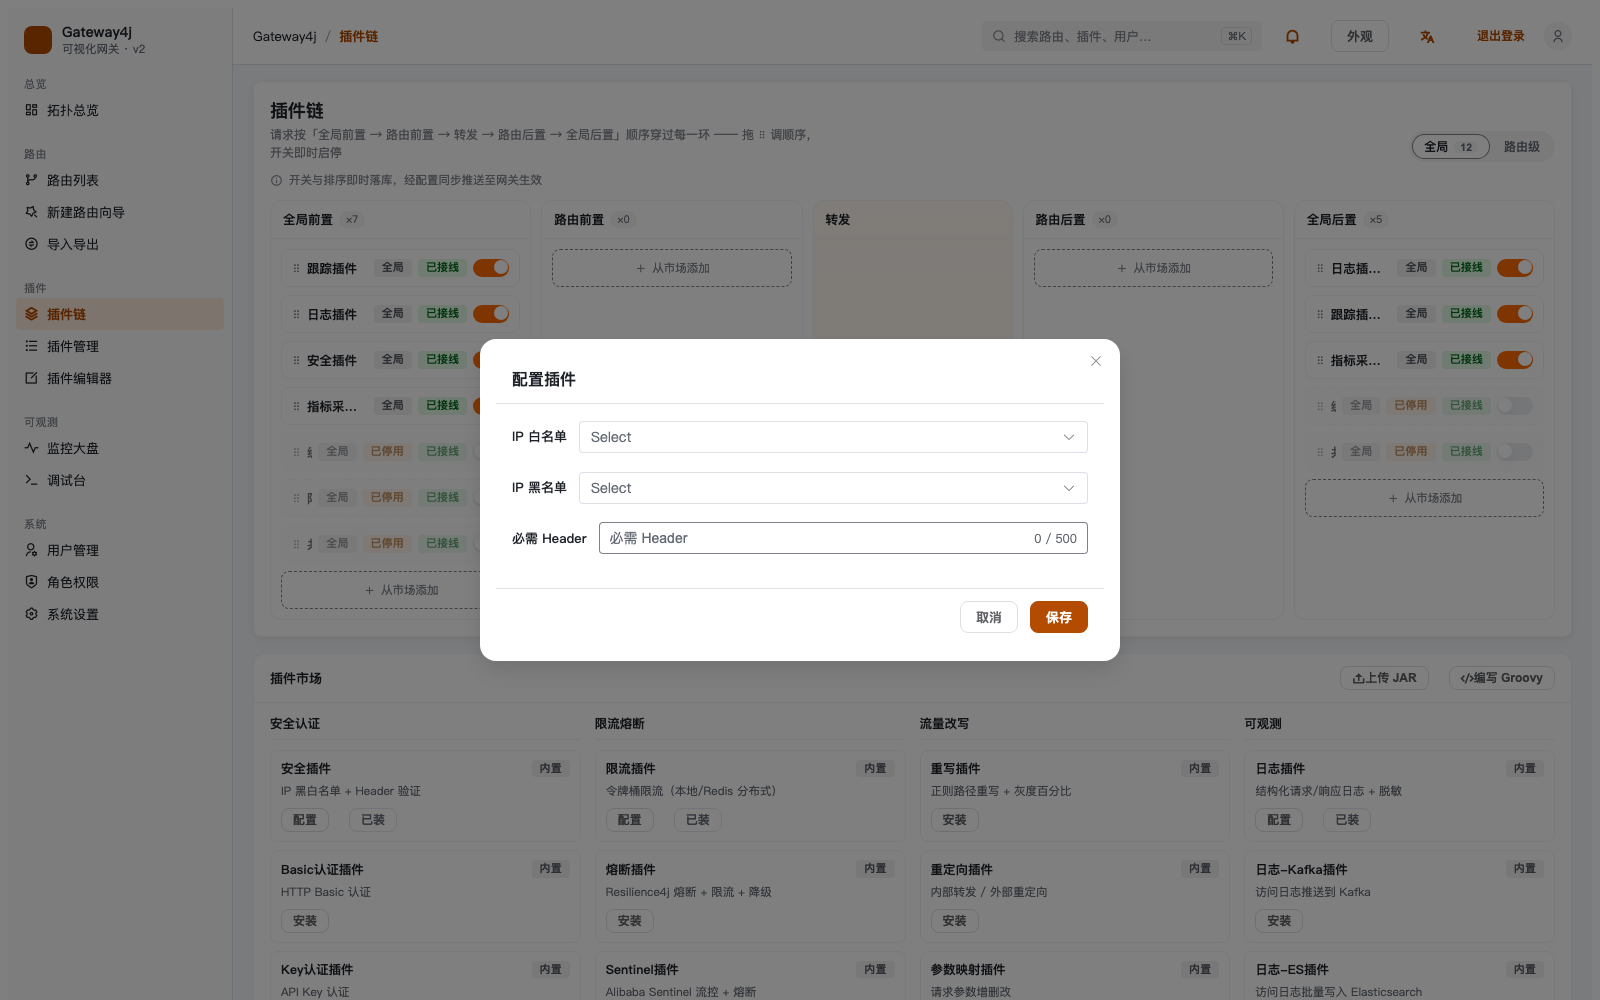 Gateway4j
可视化网关 · v2
总览
拓扑总览
路由
路由列表
新建路由向导
导入导出
插件
插件链
插件管理
插件编辑器
可观测
监控大盘
调试台
系统
用户管理
角色权限
系统设置
Gateway4j / 插件链
搜索路由、插件、用户... ⌘K
外观
退出登录
插件链
请求按「全局前置 → 路由前置 → 转发 → 路由后置 → 全局后置」顺序穿过每一环 —— 拖 ⠿ 调顺序，
开关即时启停
开关与排序即时落库，经配置同步推送至网关生效
全局 12
路由级
全局前置 ×7
跟踪插件 全局 已接线
日志插件 全局 已接线
安全插件 全局 已接线
指标采... 全局 已接线
全局 已停用 已接线
全局 已停用 已接线
全局 已停用 已接线
+ 从市场添加
路由前置 ×0
+ 从市场添加
转发
路由后置 ×0
+ 从市场添加
全局后置 ×5
日志插... 全局 已接线
跟踪插... 全局 已接线
指标采... 全局 已接线
全局 已停用 已接线
全局 已停用 已接线
+ 从市场添加
配置插件
IP 白名单 Select
IP 黑名单 Select
必需 Header 必需 Header 0 / 500
取消 保存
插件市场
上传 JAR
编写 Groovy
安全认证
安全插件 内置
IP 黑白名单 + Header 验证
配置 已装
Basic认证插件 内置
HTTP Basic 认证
安装
Key认证插件 内置
API Key 认证
限流熔断
限流插件 内置
令牌桶限流（本地/Redis 分布式）
配置 已装
熔断插件 内置
Resilience4j 熔断 + 限流 + 降级
安装
Sentinel插件 内置
Alibaba Sentinel 流控 + 熔断
流量改写
重写插件 内置
正则路径重写 + 灰度百分比
安装
重定向插件 内置
内部转发 / 外部重定向
安装
参数映射插件 内置
请求参数增删改
可观测
日志插件 内置
结构化请求/响应日志 + 脱敏
配置 已装
日志-Kafka插件 内置
访问日志推送到 Kafka
安装
日志-ES插件 内置
访问日志批量写入 Elasticsearch